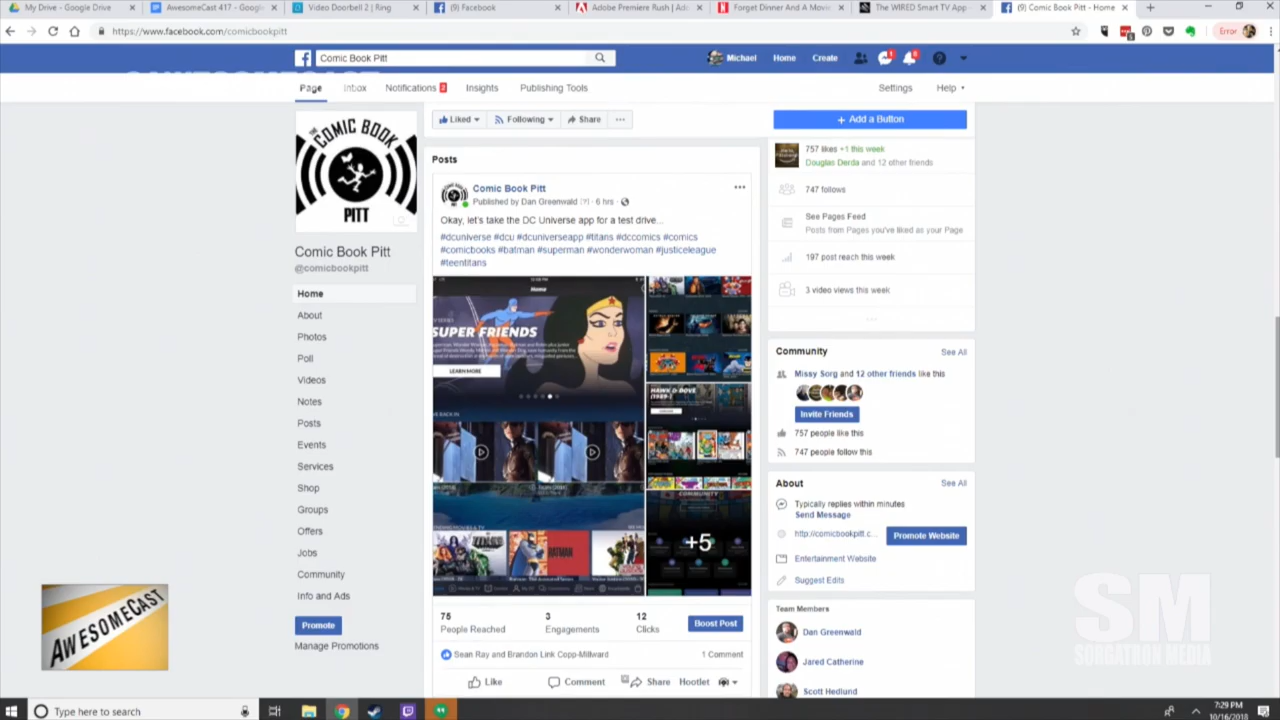 My Drive - Google Drive
AwesomeCast 417 - Google
Video Doorbell 2 | Ring
(9) Facebook
Adobe Premiere Rush | Ad
Forget Dinner And A Movie
The WIRED Smart TV App -
(9) Comic Book Pitt - Home
https://www.facebook.com/comicbookpitt
Error
Comic Book Pitt
Michael
Home
Create
Page
Inbox
Notifications
Insights
Publishing Tools
Settings
Help
Liked
Following
Share
+ Add a Button
THE COMIC BOOK
PITT
Comic Book Pitt
@comicbookpitt
Home
About
Photos
Poll
Videos
Notes
Posts
Events
Services
Shop
Groups
Offers
Jobs
Community
Info and Ads
Promote
Manage Promotions
Posts
Comic Book Pitt
Published by Dan Greenwald [?] · 6 hrs ·
Okay, let's take the DC Universe app for a test drive...
#dcuniverse #dcu #dcuniverseapp #titans #dccomics #comics
#comicbooks #batman #superman #wonderwoman #justiceleague
#teentitans
Home
SUPER FRIENDS
LEARN MORE
HAWK & DOVE
COMMUNITY
BATMAN
+5
75
People Reached
3
Engagements
12
Clicks
Boost Post
Sean Ray and Brandon Link Copp-Millward
1 Comment
Like
Comment
Share
Hootlet
757 likes +1 this week
Douglas Derda and 12 other friends
747 follows
See Pages Feed
Posts from Pages you've liked as your Page
197 post reach this week
3 video views this week
Community
See All
Missy Sorg and 12 other friends like this
Invite Friends
757 people like this
747 people follow this
About
See All
Typically replies within minutes
Send Message
http://comicbookpitt.c...
Promote Website
Entertainment Website
Suggest Edits
Team Members
Dan Greenwald
Jared Catherine
Scott Hedlund
AWESOMECAST
SM
SORGATRON MEDIA
Type here to search
7:29 PM
10/16/2018